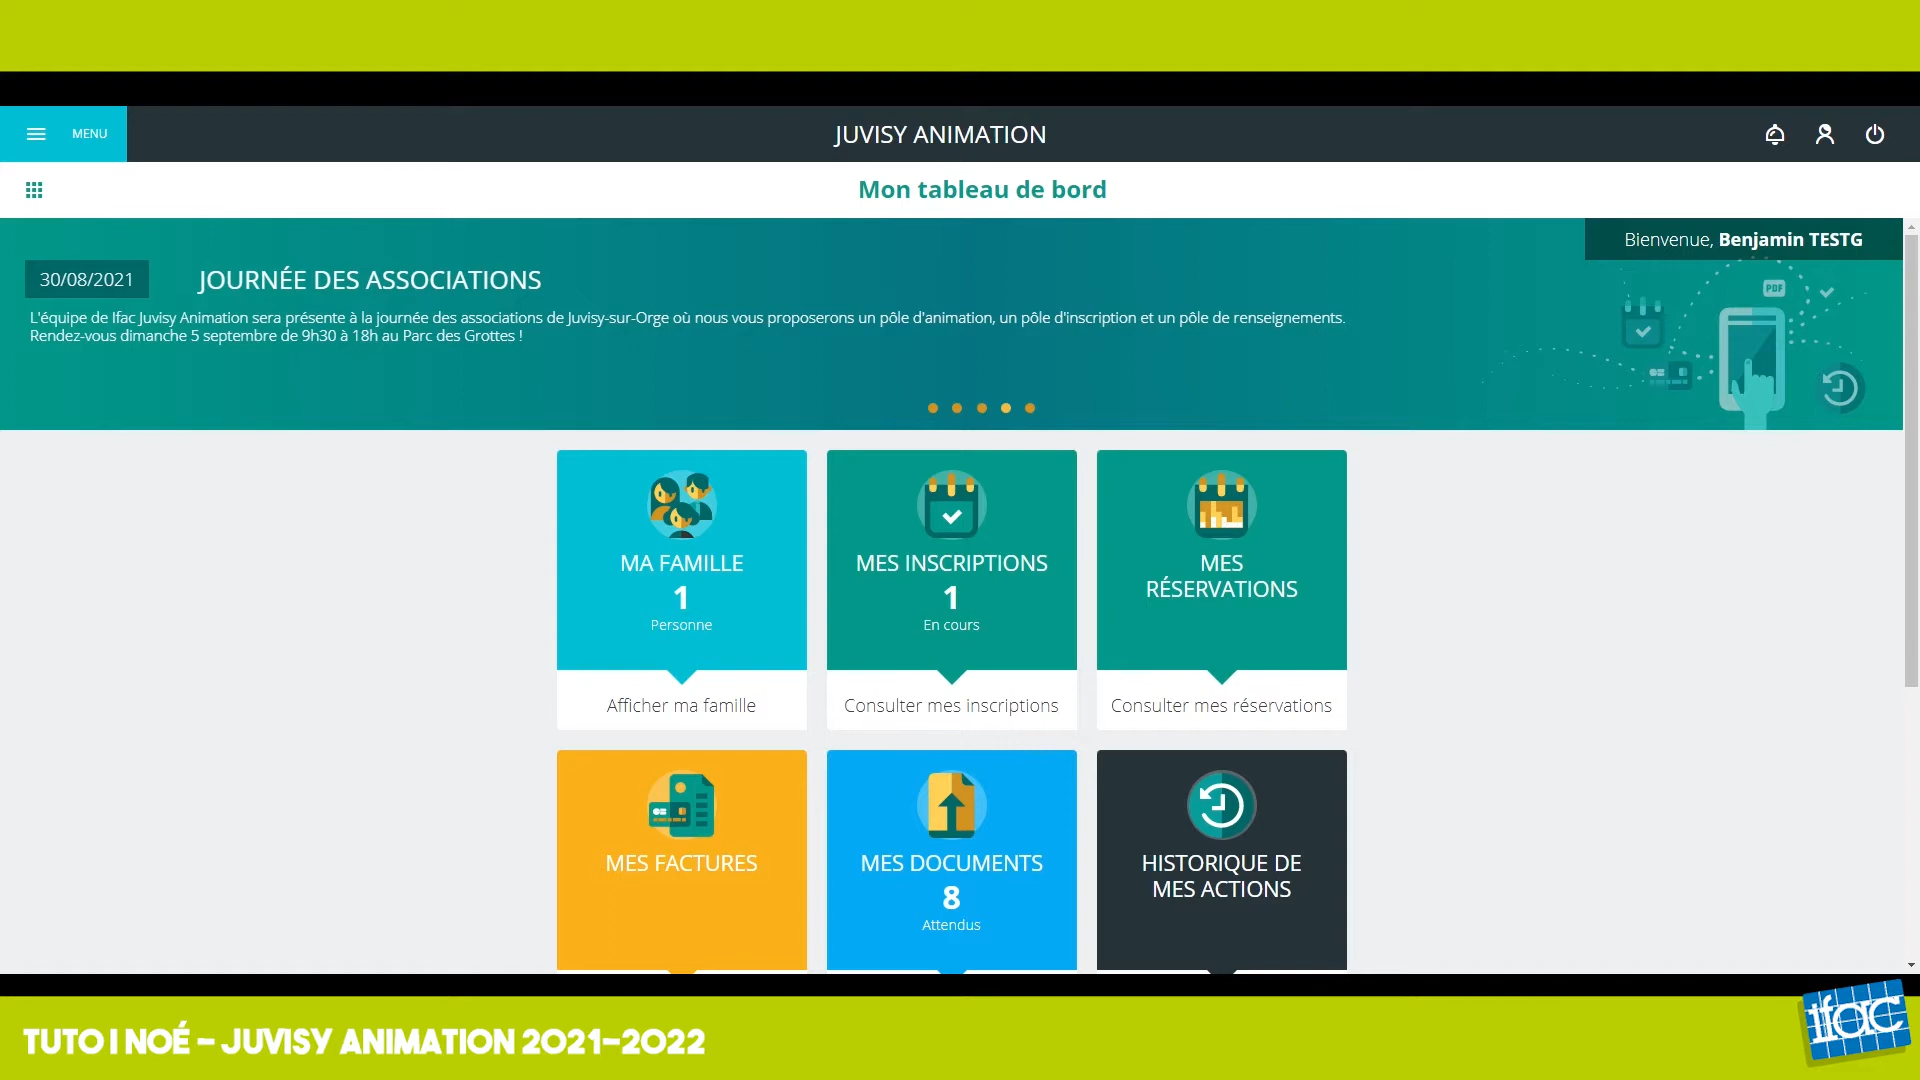 MENU
JUVISY ANIMATION
Mon tableau de bord
Bienvenue, Benjamin TESTG
30/08/2021
JOURNÉE DES ASSOCIATIONS
L'équipe de Ifac Juvisy Animation sera présente à la journée des associations de Juvisy-sur-Orge où nous vous proposerons un pôle d'animation, un pôle d'inscription et un pôle de renseignements.
Rendez-vous dimanche 5 septembre de 9h30 à 18h au Parc des Grottes !
PDF
MA FAMILLE
1
Personne
Afficher ma famille
MES INSCRIPTIONS
1
En cours
Consulter mes inscriptions
MES
RÉSERVATIONS
Consulter mes réservations
MES FACTURES
MES DOCUMENTS
8
Attendus
HISTORIQUE DE
MES ACTIONS
TUTO I NOÉ - JUVISY ANIMATION 2021-2022
ifac